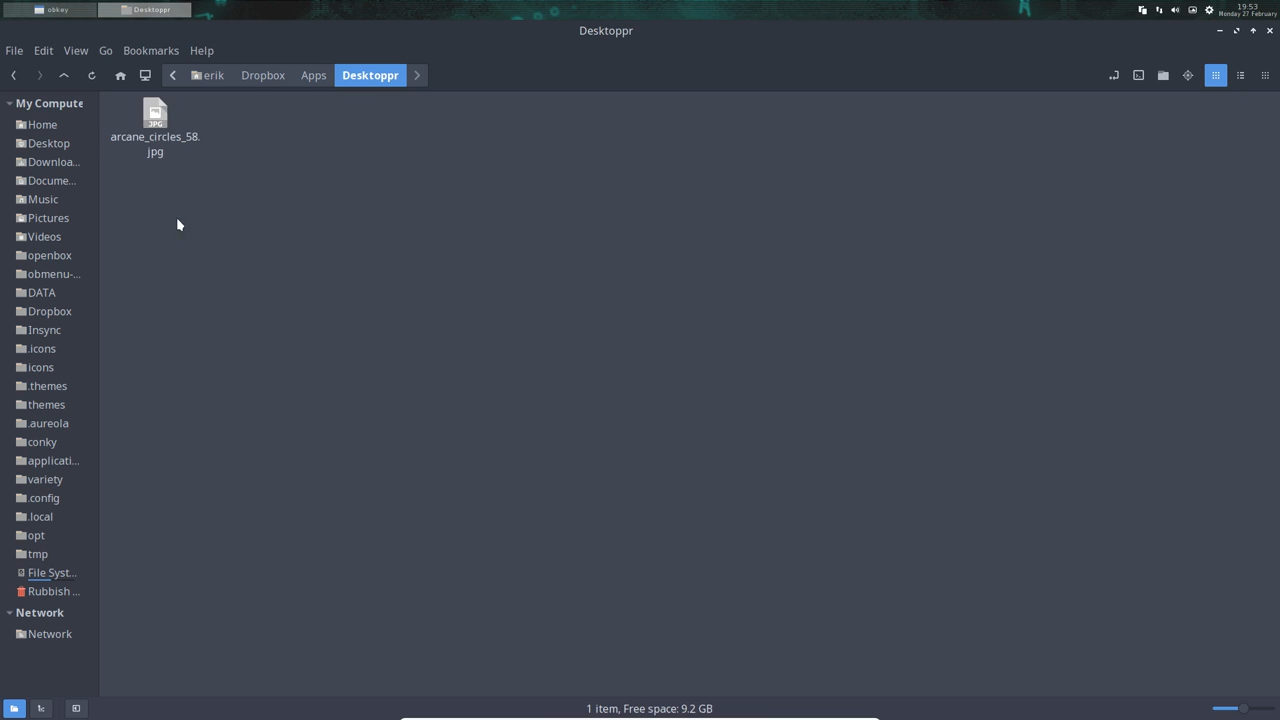 obkey
Desktoppr
19:53
Monday 27 February
Desktoppr
File Edit View Go Bookmarks Help
erik Dropbox Apps Desktoppr
My Compute
Home
Desktop
Downloa...
Docume...
Music
Pictures
Videos
openbox
obmenu-...
DATA
Dropbox
Insync
.icons
icons
.themes
themes
.aureola
conky
applicati...
variety
.config
.local
opt
tmp
File Syst...
Rubbish ...
Network
Network
JPG
arcane_circles_58.
jpg
1 item, Free space: 9.2 GB